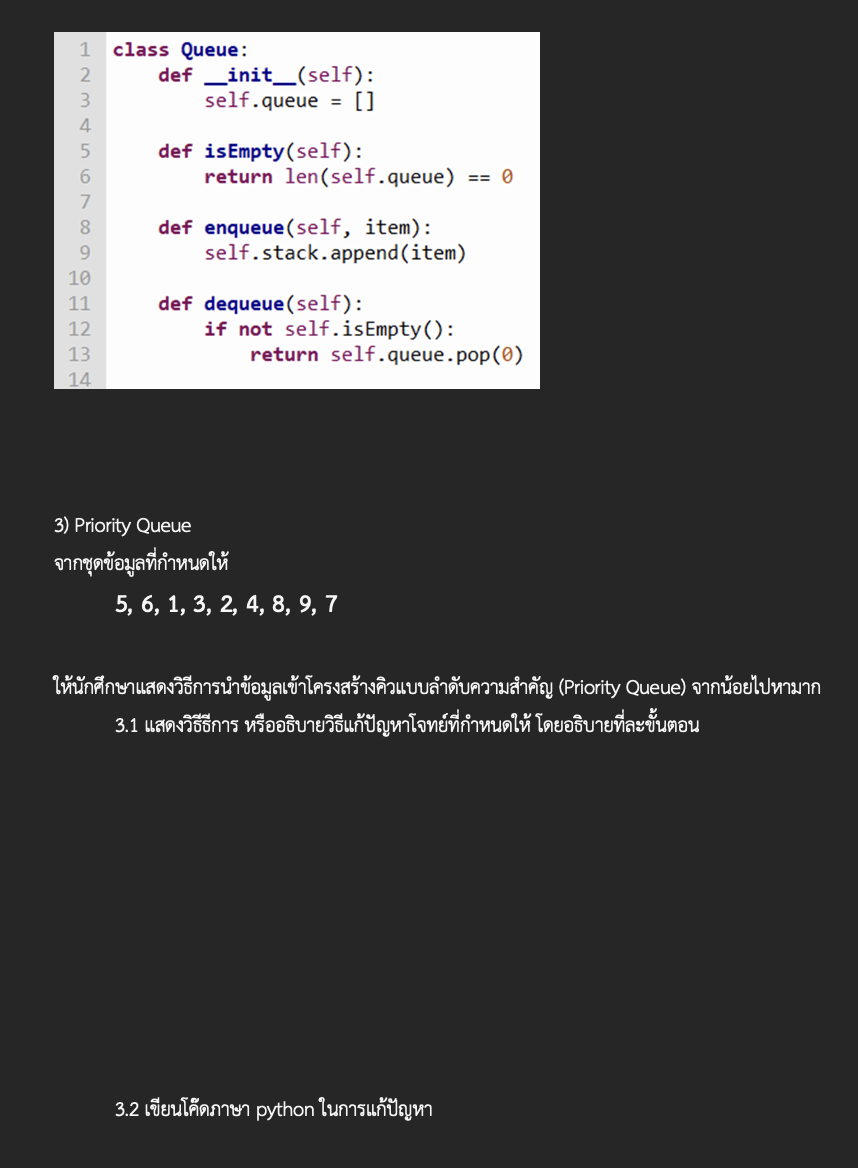 1 class Queue:
2     def __init__(self):
3         self.queue = []
4
5     def isEmpty(self):
6         return len(self.queue) == 0
7
8     def enqueue(self, item):
9         self.stack.append(item)
10
11     def dequeue(self):
12         if not self.isEmpty():
13             return self.queue.pop(0)
14
3) Priority Queue
จากชุดข้อมูลที่กำหนดให้
5, 6, 1, 3, 2, 4, 8, 9, 7
ให้นักศึกษาแสดงวิธีการนำข้อมูลเข้าโครงสร้างคิวแบบลำดับความสำคัญ (Priority Queue) จากน้อยไปหามาก
3.1 แสดงวิธีธีการ หรืออธิบายวิธีแก้ปัญหาโจทย์ที่กำหนดให้ โดยอธิบายที่ละขั้นตอน
3.2 เขียนโค๊ดภาษา python ในการแก้ปัญหา